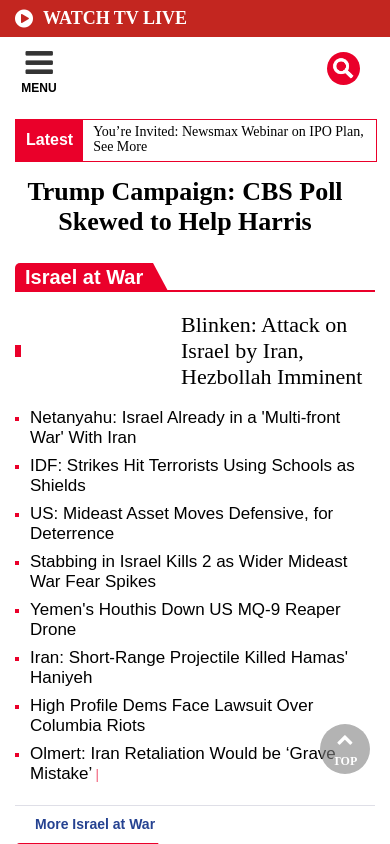 WATCH TV LIVE
MENU
Latest
You’re Invited: Newsmax Webinar on IPO Plan,
See More
Trump Campaign: CBS Poll
Skewed to Help Harris
Israel at War
Blinken: Attack on
Israel by Iran,
Hezbollah Imminent
Netanyahu: Israel Already in a 'Multi-front
War' With Iran
IDF: Strikes Hit Terrorists Using Schools as
Shields
US: Mideast Asset Moves Defensive, for
Deterrence
Stabbing in Israel Kills 2 as Wider Mideast
War Fear Spikes
Yemen's Houthis Down US MQ-9 Reaper
Drone
Iran: Short-Range Projectile Killed Hamas'
Haniyeh
High Profile Dems Face Lawsuit Over
Columbia Riots
Olmert: Iran Retaliation Would be ‘Grave
Mistake’ |
TOP
More Israel at War